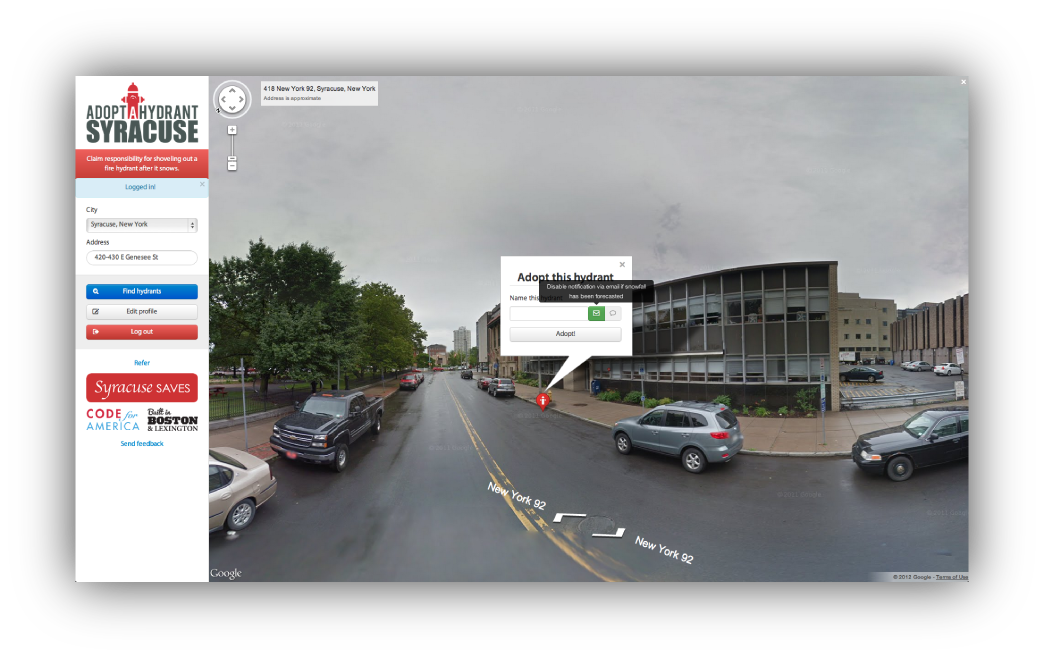 ADOPT A HYDRANT
SYRACUSE
Claim responsibility for shoveling out a
fire hydrant after it snows.
Logged in!
×
City
Syracuse, New York
Address
420-430 E Genesee St
Find hydrants
Edit profile
Log out
Refer
Syracuse SAVES
CODE for
AMERICA
Built in
BOSTON
& LEXINGTON
Send feedback
418 New York 92, Syracuse, New York
Address is approximate
×
×
Adopt this hydrant
Disable notification via email if snowfall
has been forecasted
Name this
Adopt!
New York 92
New York 92
Google
© 2012 Google
© 2012 Google - Terms of Use